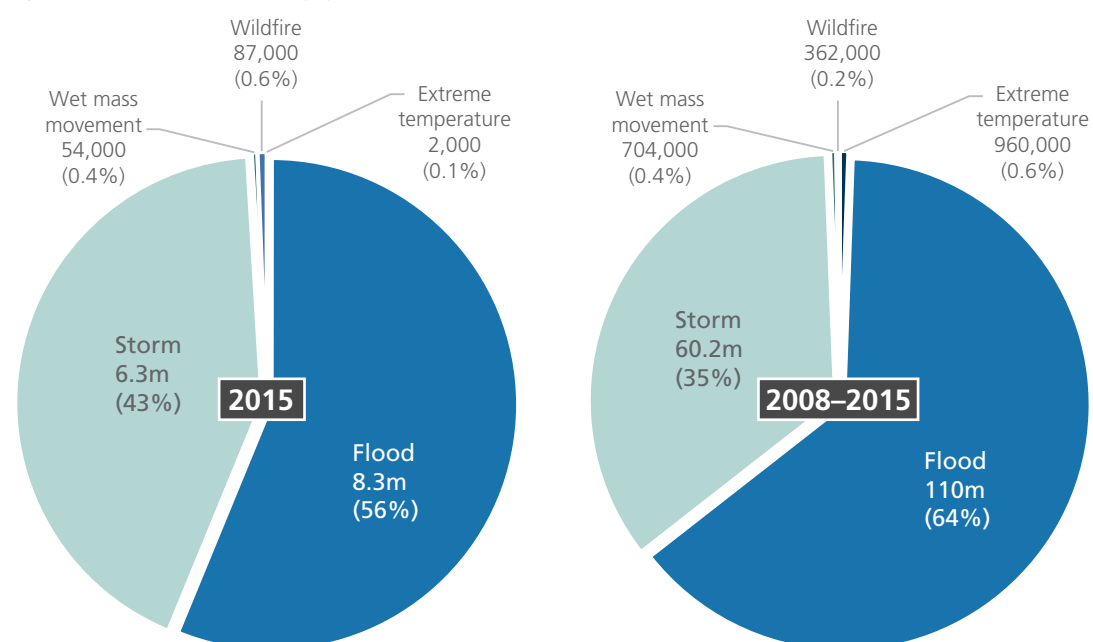 Wildfire
87,000
(0.6%)
Wet mass
movement
54,000
(0.4%)
Extreme
temperature
2,000
(0.1%)
Storm
6.3m
(43%)
2015
Flood
8.3m
(56%)
Wildfire
362,000
(0.2%)
Wet mass
movement
704,000
(0.4%)
Extreme
temperature
960,000
(0.6%)
Storm
60.2m
(35%)
2008–2015
Flood
110m
(64%)